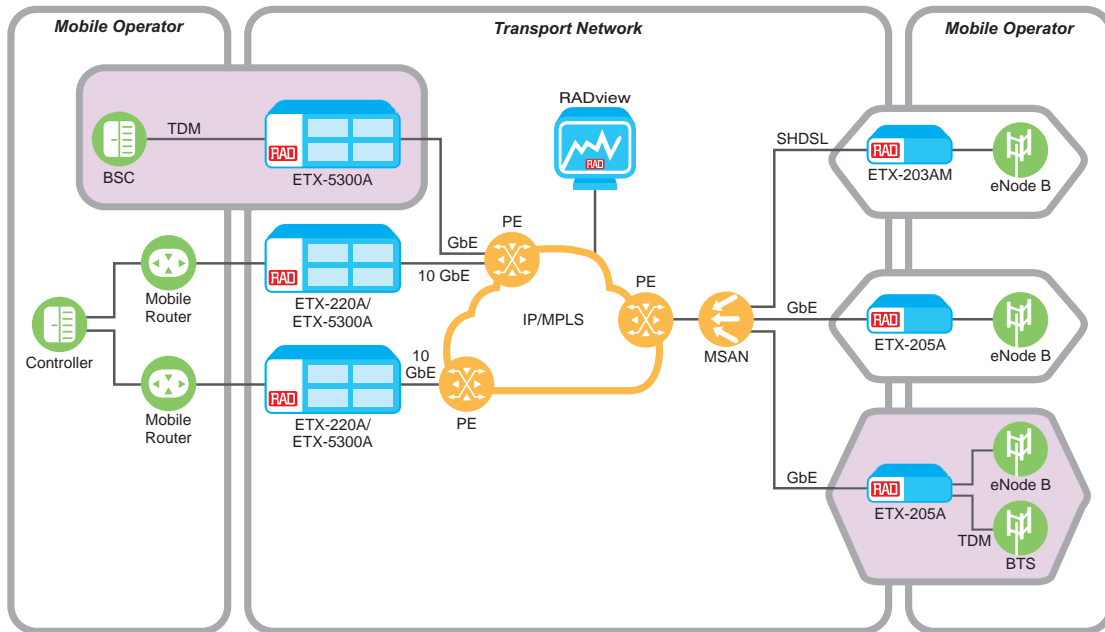 Mobile Operator
Transport Network
Mobile Operator
RADview
RAD
TDM
BSC
RAD
ETX-5300A
SHDSL
RAD
ETX-203AM
eNode B
PE
GbE
10 GbE
Mobile
Router
RAD
ETX-220A/
ETX-5300A
Controller
IP/MPLS
PE
MSAN
GbE
RAD
ETX-205A
eNode B
Mobile
Router
RAD
ETX-220A/
ETX-5300A
10
GbE
PE
GbE
RAD
ETX-205A
eNode B
TDM
BTS